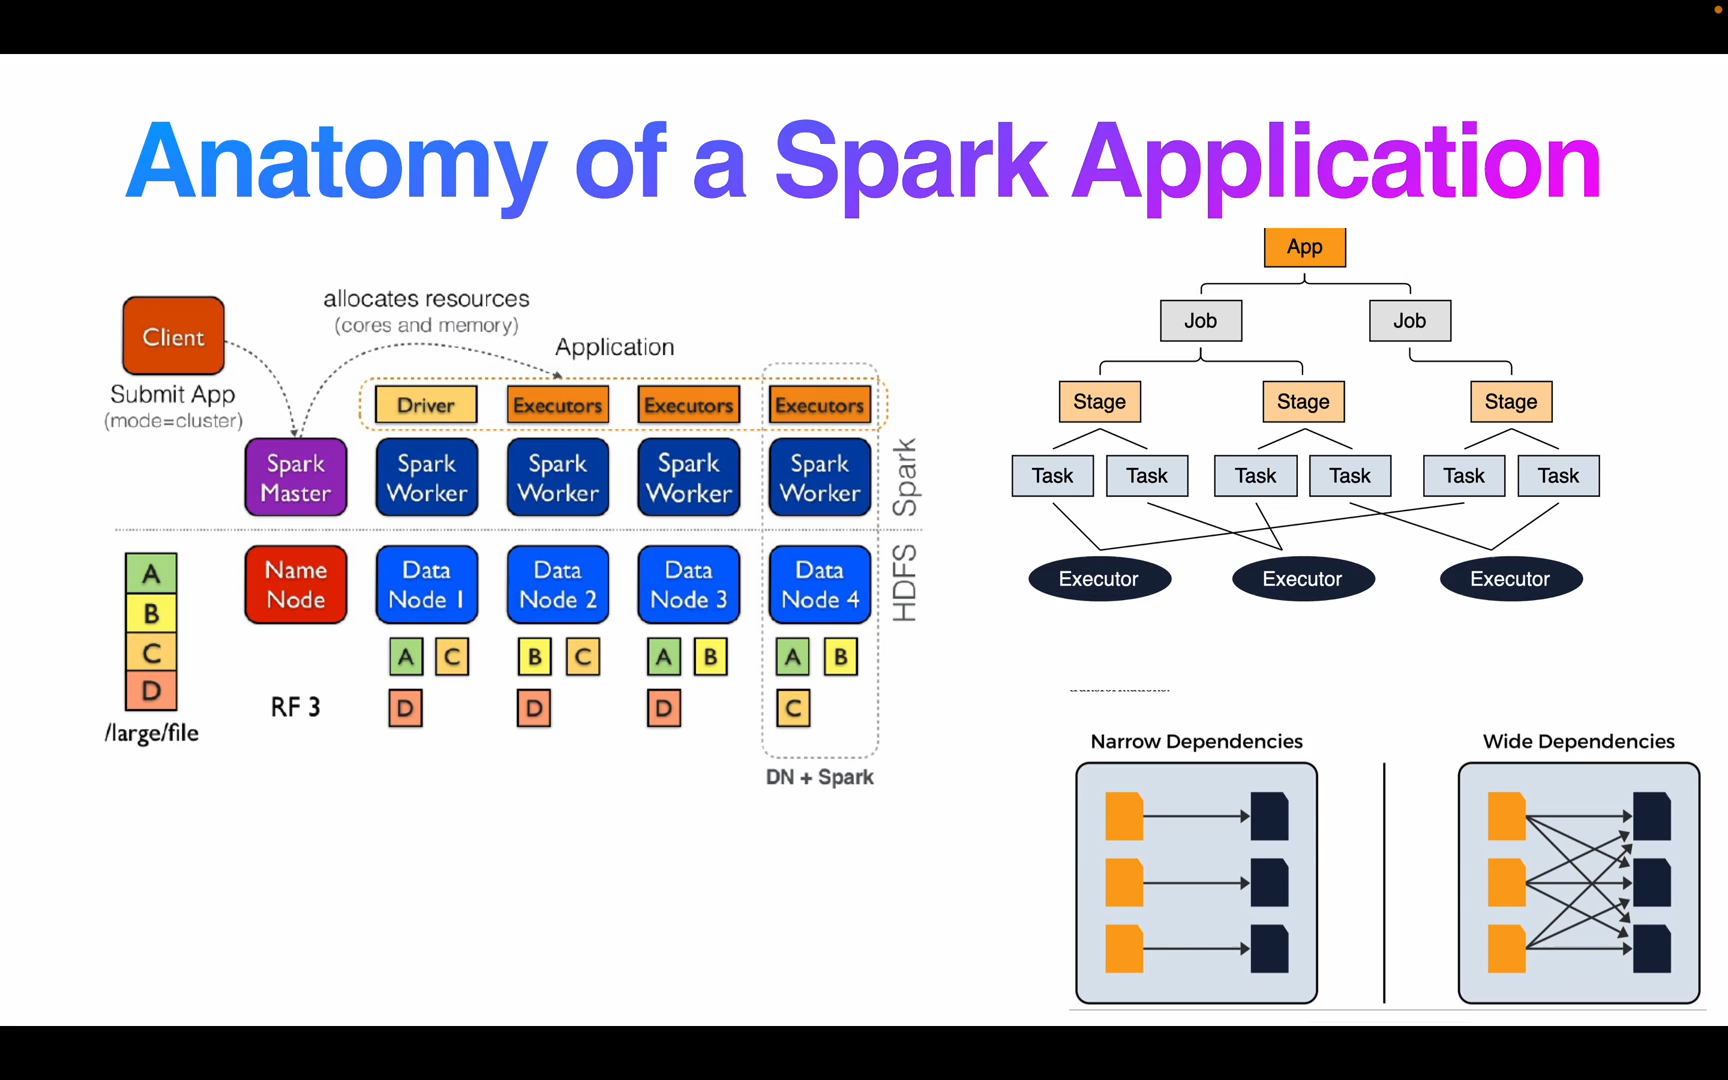 Anatomy of a Spark Application
Client
Submit App
(mode=cluster)
allocates resources
(cores and memory)
Application
Driver
Executors
Executors
Executors
Spark
Master
Spark
Worker
Spark
Worker
Spark
Worker
Spark
Worker
Spark
A
B
C
D
/large/file
Name
Node
Data
Node 1
Data
Node 2
Data
Node 3
Data
Node 4
HDFS
RF 3
A C
D
B C
D
A B
D
A B
C
DN + Spark
App
Job
Job
Stage
Stage
Stage
Task
Task
Task
Task
Task
Task
Executor
Executor
Executor
Narrow Dependencies
Wide Dependencies